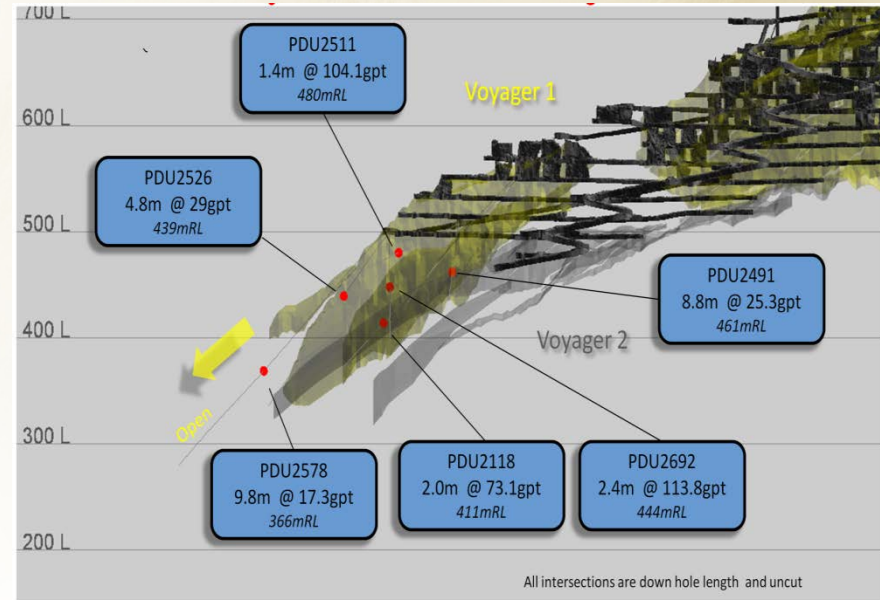 700 L
PDU2511
1.4m @ 104.1gpt
480mRL
Voyager 1
600 L
PDU2526
4.8m @ 29gpt
439mRL
500 L
PDU2491
8.8m @ 25.3gpt
461mRL
400 L
Voyager 2
Open
300 L
PDU2578
9.8m @ 17.3gpt
366mRL
PDU2118
2.0m @ 73.1gpt
411mRL
PDU2692
2.4m @ 113.8gpt
444mRL
200 L
All intersections are down hole length and uncut